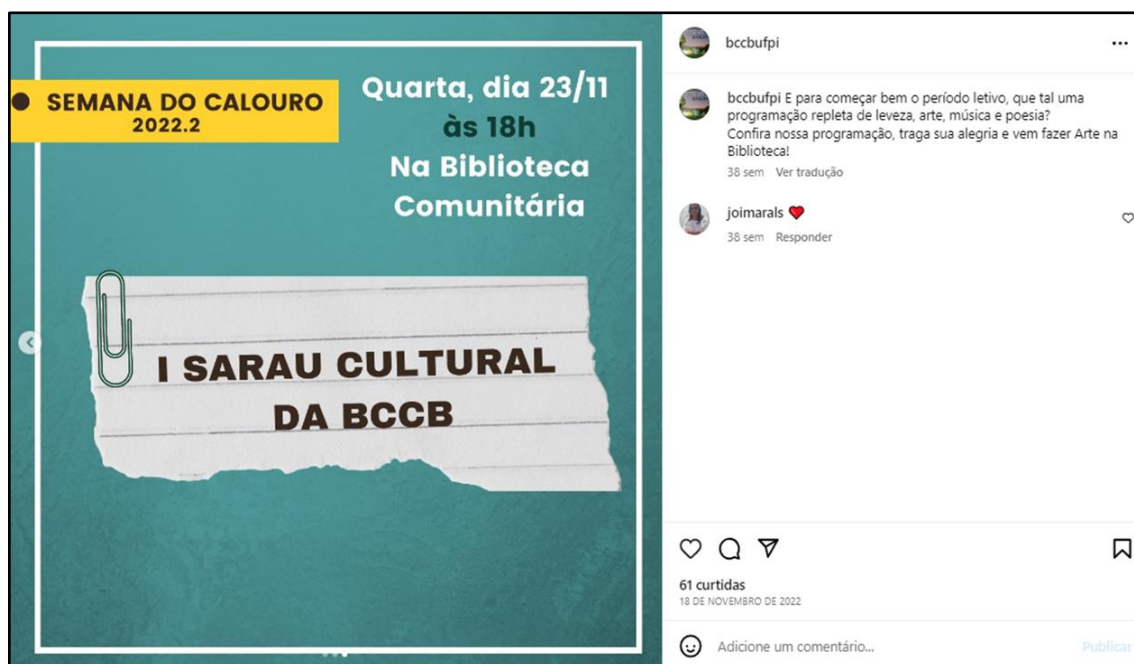 SEMANA DO CALOURO
2022.2
Quarta, dia 23/11
às 18h
Na Biblioteca
Comunitária
I SARAU CULTURAL
DA BCCB
bccbufpi
bccbufpi E para começar bem o período letivo, que tal uma
programação repleta de leveza, arte, música e poesia?
Confira nossa programação, traga sua alegria e vem fazer Arte na
Biblioteca!
38 sem Ver tradução
joimarals ❤️
38 sem Responder
61 curtidas
18 DE NOVEMBRO DE 2022
Adicione um comentário...
Publicar